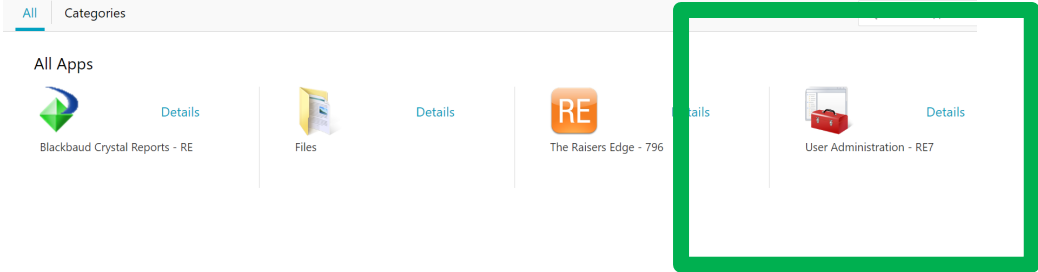 All Categories
All Apps
Details Details Details
RE
Blackbaud Crystal Reports - RE Files The Raisers Edge - 796 User Administration - RE7